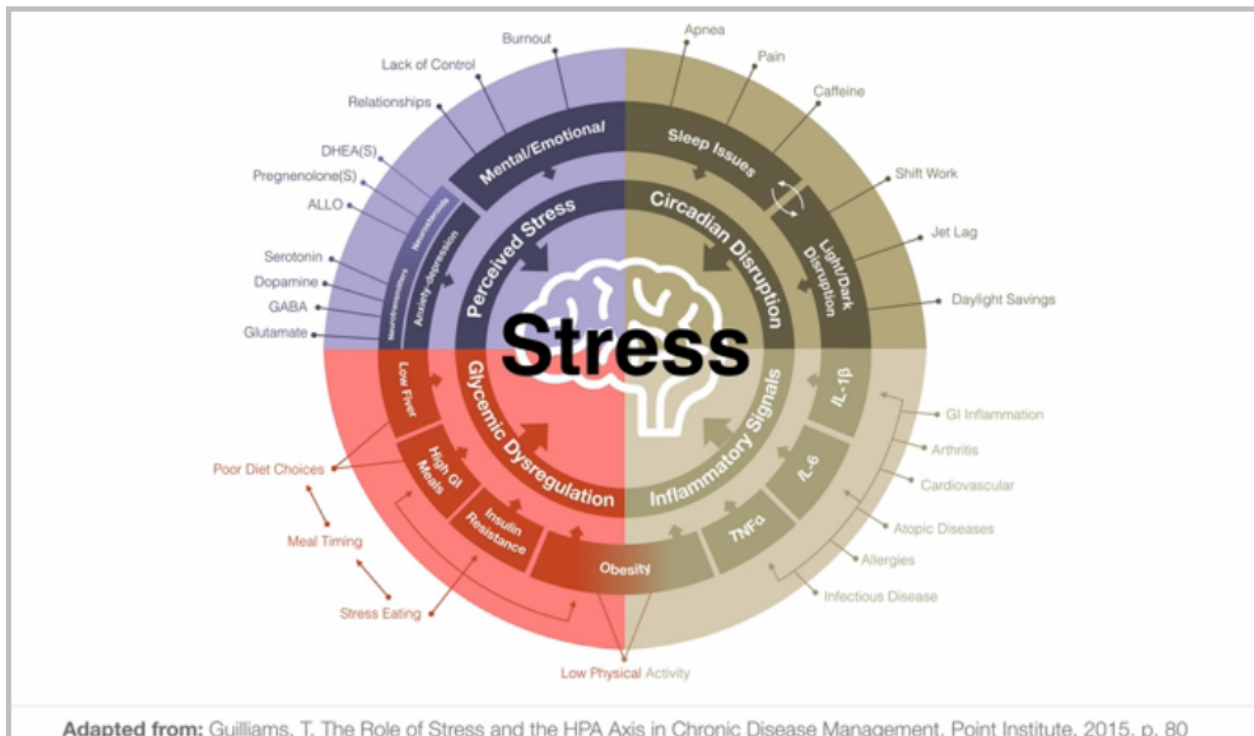 Burnout
Lack of Control
Relationships
DHEA(S)
Pregnenolone(S)
ALLO
Serotonin
Dopamine
GABA
Glutamate
Apnea
Pain
Caffeine
Shift Work
Jet Lag
Daylight Savings
Mental/Emotional
Neurosteroids
Neurotransmitters
Anxiety-depression
Perceived Stress
Sleep Issues
Light/Dark
Disruption
Circadian Disruption
Stress
Low Fiver
High GI
Meals
Insulin
Resistance
Obesity
Glycemic Dysregulation
Poor Diet Choices
Meal Timing
Stress Eating
Low Physical Activity
Inflammatory Signals
IL-1β
IL-6
TNFα
GI Inflammation
Arthritis
Cardiovascular
Atopic Diseases
Allergies
Infectious Disease
Adapted from: Guilliams, T. The Role of Stress and the HPA Axis in Chronic Disease Management. Point Institute. 2015. p. 80